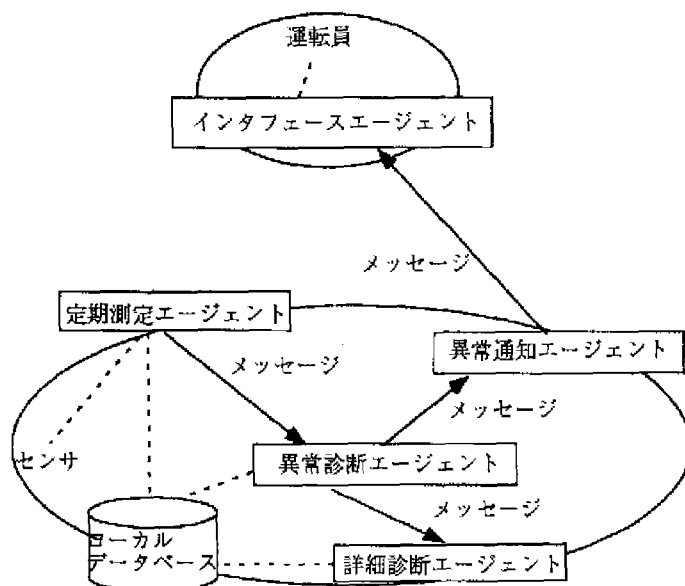 運転員
インタフェースエージェント
メッセージ
定期測定エージェント
異常通知エージェント
メッセージ
メッセージ
センサ
異常診断エージェント
メッセージ
ローカル
データベース
詳細診断エージェント